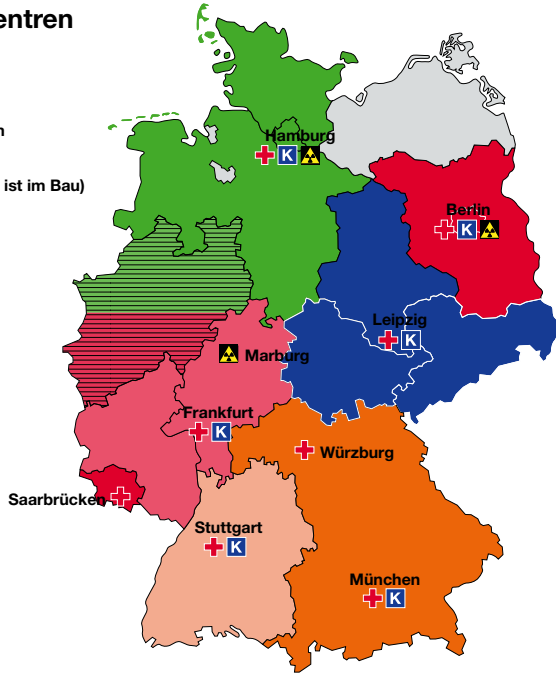 entren
n
ist im Bau)
Hamburg
K
Berlin
K
Leipzig
K
Marburg
Frankfurt
K
Würzburg
Saarbrücken
Stuttgart
K
München
K